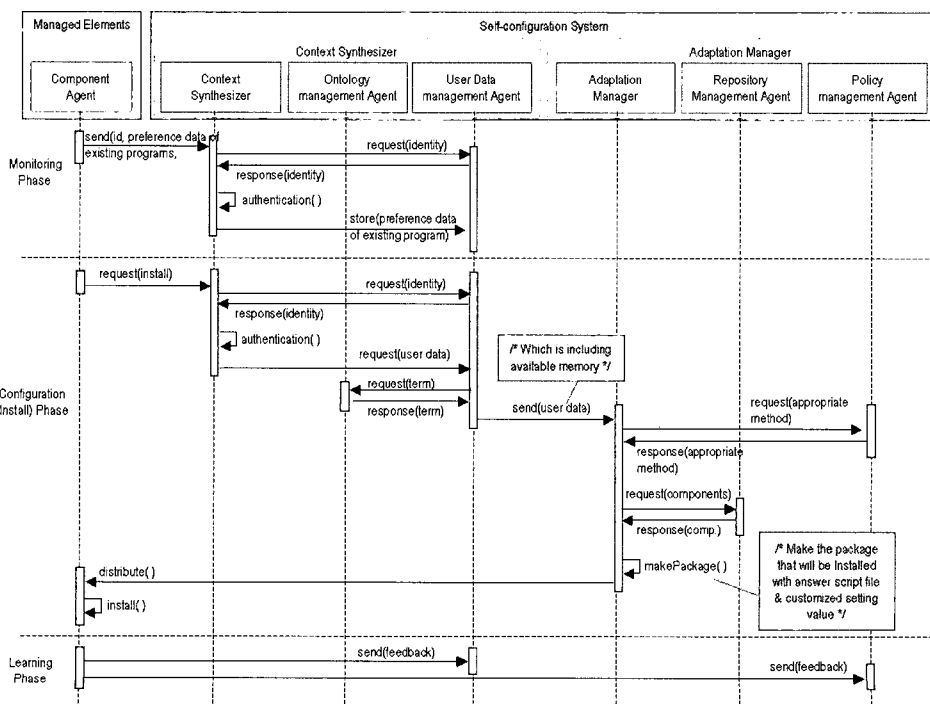 Managed Elements
Self-configuration System
Context Synthesizer
Adaptation Manager
Component
Agent
Context
Synthesizer
Ontology
management Agent
User Data
management Agent
Adaptation
Manager
Repository
Management Agent
Policy
management Agent
Monitoring
Phase
send(id, preference data of
existing programs,
request(identity)
response(identity)
authentication( )
store(preference data
of existing program)
request(install)
request(identity)
response(identity)
authentication( )
request(user data)
/* Which is including
available memory */
Configuration
Install) Phase
request(term)
response(term)
send(user data)
request(appropriate
method)
response(appropriate
method)
request(components)
response(comp.)
/* Make the package
that will be Installed
with answer script file
& customized setting
value */
makePackage( )
distribute( )
install( )
Learning
Phase
send(feedback)
send(feedback)